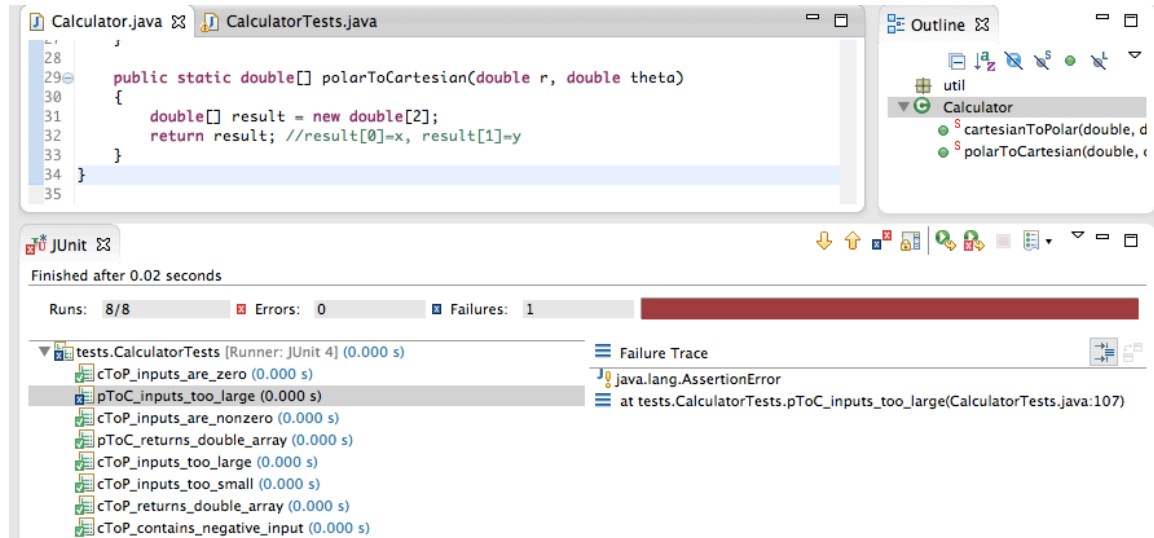 Calculator.java CalculatorTests.java
28
29 public static double[] polarToCartesian(double r, double theta)
30 {
31 double[] result = new double[2];
32 return result; //result[0]=x, result[1]=y
33 }
34 }
35
Outline
util
Calculator
S cartesianToPolar(double, d
S polarToCartesian(double,
JUnit
Finished after 0.02 seconds
Runs: 8/8 Errors: 0 Failures: 1
tests.CalculatorTests [Runner: JUnit 4] (0.000 s)
cToP_inputs_are_zero (0.000 s)
pToC_inputs_too_large (0.000 s)
cToP_inputs_are_nonzero (0.000 s)
pToC_returns_double_array (0.000 s)
cToP_inputs_too_large (0.000 s)
cToP_inputs_too_small (0.000 s)
cToP_returns_double_array (0.000 s)
cToP_contains_negative_input (0.000 s)
Failure Trace
java.lang.AssertionError
at tests.CalculatorTests.pToC_inputs_too_large(CalculatorTests.java:107)